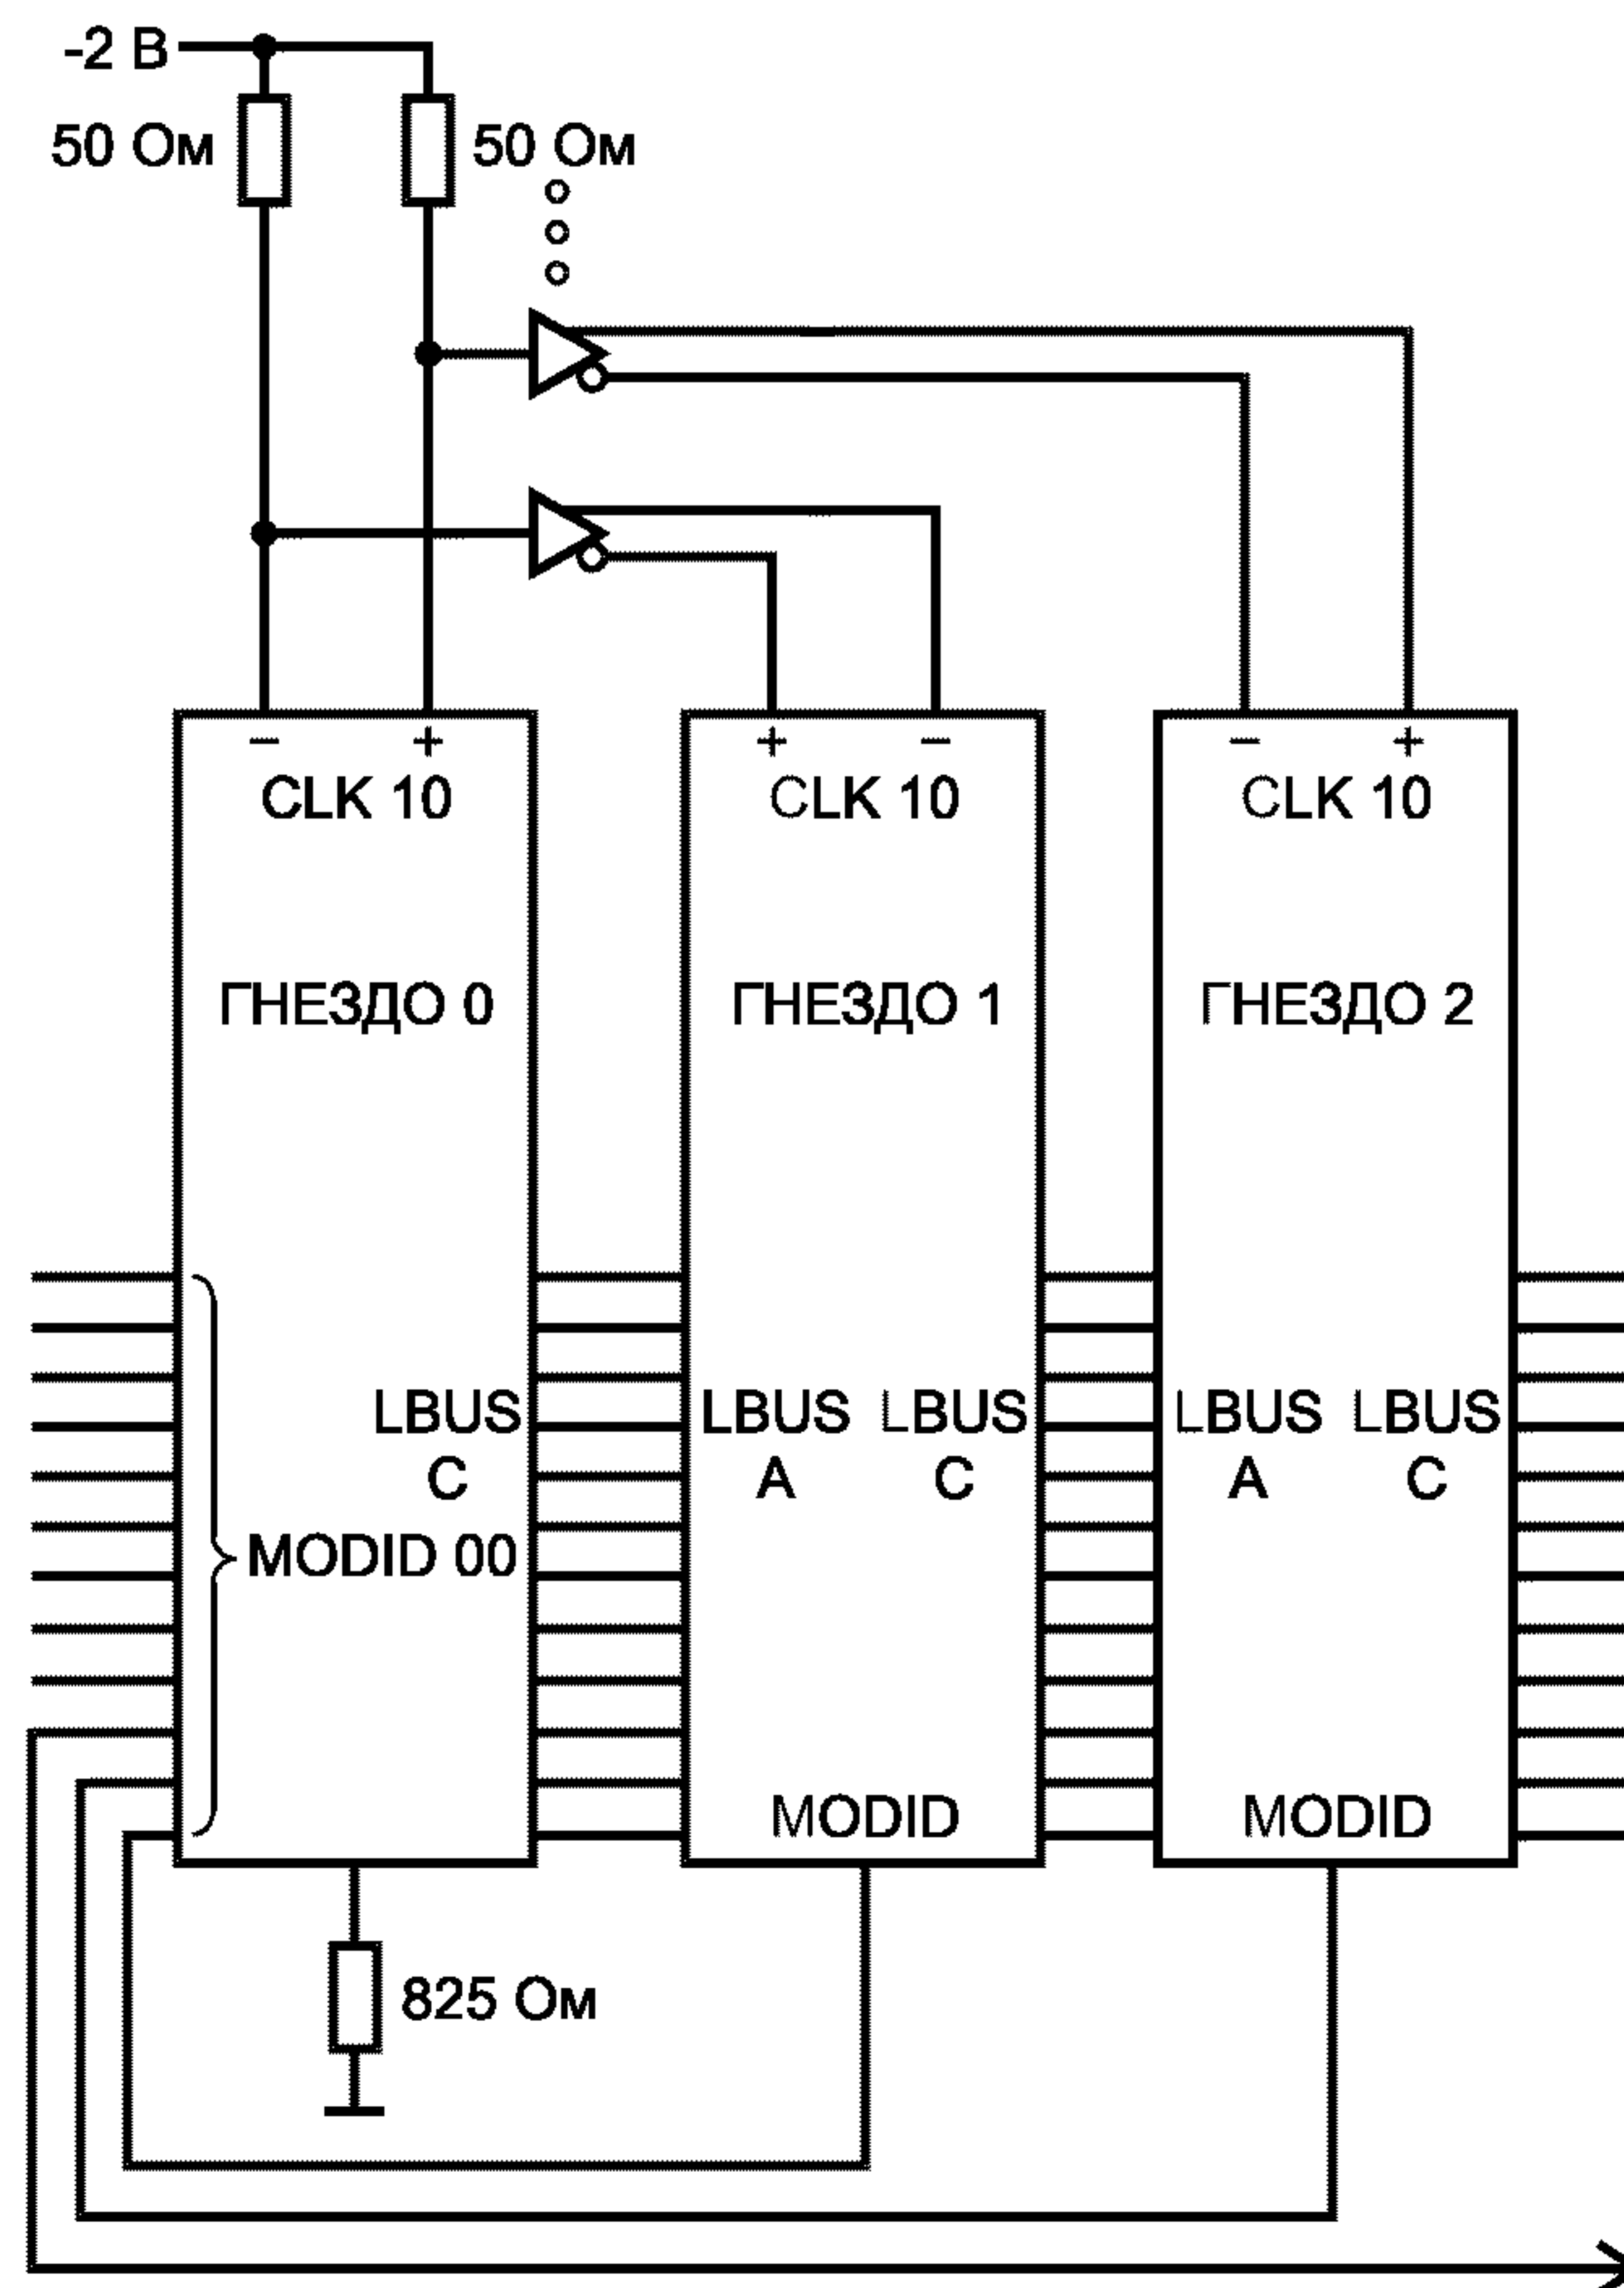 -2 В
50 Ом 50 Ом
− + + − − +
CLK 10 CLK 10 CLK 10
ГНЕЗДО 0 ГНЕЗДО 1 ГНЕЗДО 2
LBUS LBUS LBUS LBUS LBUS
C A C A C
MODID 00
MODID MODID
825 Ом